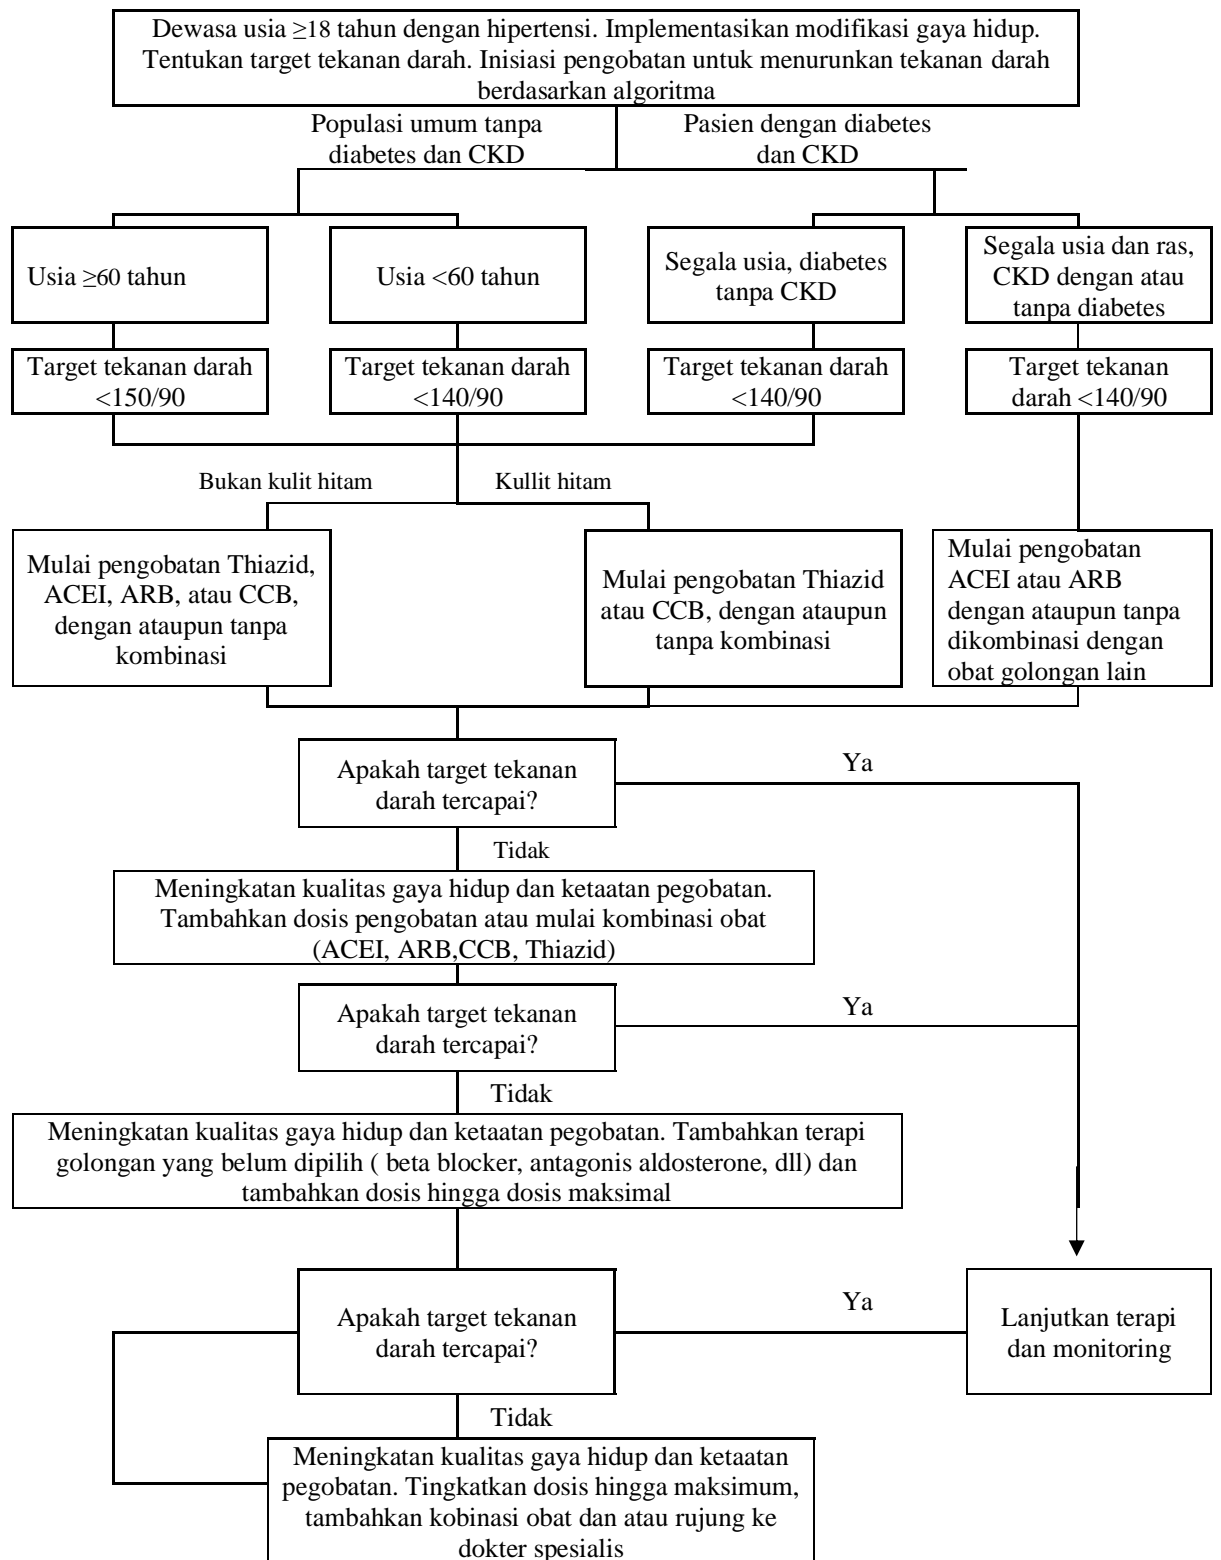 Dewasa usia ≥18 tahun dengan hipertensi. Implementasikan modifikasi gaya hidup.
Tentukan target tekanan darah. Inisiasi pengobatan untuk menurunkan tekanan darah
berdasarkan algoritma
Populasi umum tanpa
diabetes dan CKD
Pasien dengan diabetes
dan CKD
Usia ≥60 tahun
Usia <60 tahun
Segala usia, diabetes
tanpa CKD
Segala usia dan ras,
CKD dengan atau
tanpa diabetes
Target tekanan darah
<150/90
Target tekanan darah
<140/90
Target tekanan darah
<140/90
Target tekanan
darah <140/90
Bukan kulit hitam
Kullit hitam
Mulai pengobatan Thiazid,
ACEI, ARB, atau CCB,
dengan ataupun tanpa
kombinasi
Mulai pengobatan Thiazid
atau CCB, dengan ataupun
tanpa kombinasi
Mulai pengobatan
ACEI atau ARB
dengan ataupun tanpa
dikombinasi dengan
obat golongan lain
Apakah target tekanan
darah tercapai?
Ya
Tidak
Meningkatan kualitas gaya hidup dan ketaatan pegobatan.
Tambahkan dosis pengobatan atau mulai kombinasi obat
(ACEI, ARB,CCB, Thiazid)
Apakah target tekanan
darah tercapai?
Ya
Tidak
Meningkatan kualitas gaya hidup dan ketaatan pegobatan. Tambahkan terapi
golongan yang belum dipilih ( beta blocker, antagonis aldosterone, dll) dan
tambahkan dosis hingga dosis maksimal
Apakah target tekanan
darah tercapai?
Ya
Lanjutkan terapi
dan monitoring
Tidak
Meningkatan kualitas gaya hidup dan ketaatan
pegobatan. Tingkatkan dosis hingga maksimum,
tambahkan kobinasi obat dan atau rujung ke
dokter spesialis